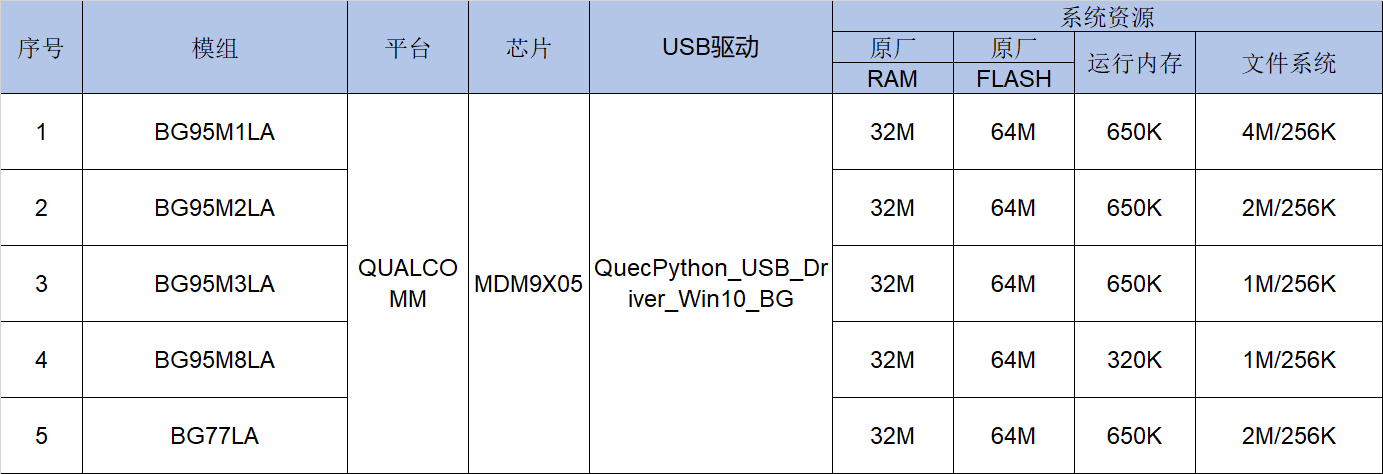 序号 模组 平台 芯片 USB驱动 系统资源
原厂 原厂 运行内存 文件系统
RAM FLASH
1 BG95M1LA 32M 64M 650K 4M/256K
2 BG95M2LA 32M 64M 650K 2M/256K
QUALCO
MM
MDM9X05
QuecPython_USB_Dr
iver_Win10_BG
3 BG95M3LA 32M 64M 650K 1M/256K
4 BG95M8LA 32M 64M 320K 1M/256K
5 BG77LA 32M 64M 650K 2M/256K